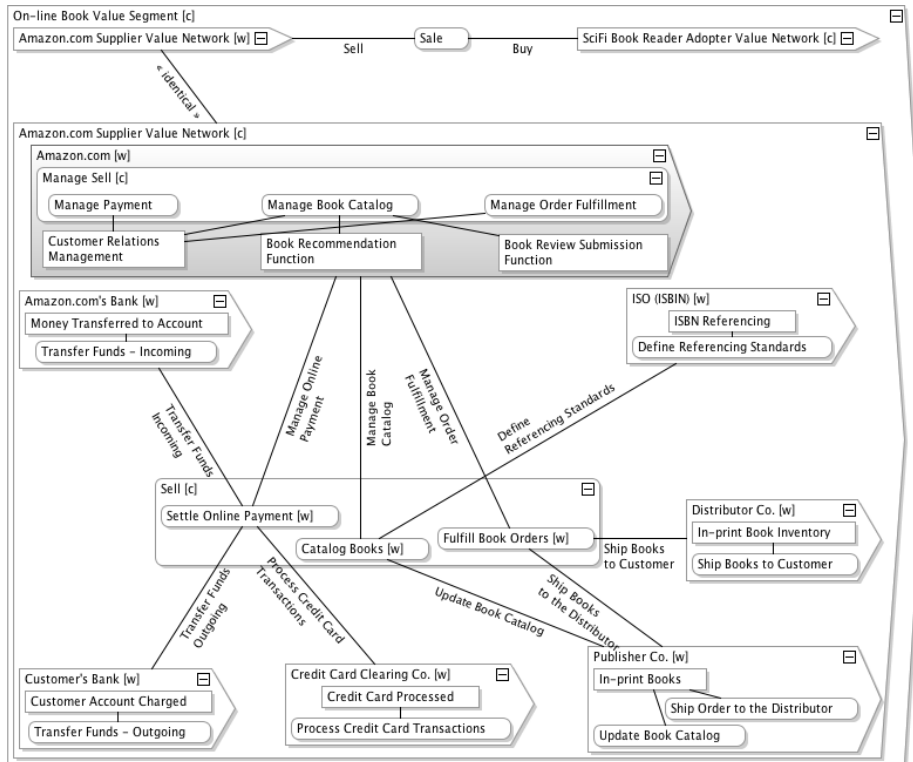 On-line Book Value Segment [c]
Amazon.com Supplier Value Network [w]
Sell
Sale
Buy
SciFi Book Reader Adopter Value Network [c]
« identical »
Amazon.com Supplier Value Network [c]
Amazon.com [w]
Manage Sell [c]
Manage Payment
Manage Book Catalog
Manage Order Fulfillment
Customer Relations
Management
Book Recommendation
Function
Book Review Submission
Function
Amazon.com's Bank [w]
Money Transferred to Account
Transfer Funds - Incoming
ISO (ISBIN) [w]
ISBN Referencing
Define Referencing Standards
Transfer Funds
Incoming
Manage Online
Payment
Manage Book
Catalog
Manage Order
Fulfillment
Define
Referencing Standards
Sell [c]
Settle Online Payment [w]
Catalog Books [w]
Fulfill Book Orders [w]
Ship Books
to Customer
Distributor Co. [w]
In-print Book Inventory
Ship Books to Customer
Transfer Funds
Outgoing
Process Credit Card
Transactions
Update Book Catalog
Ship Books
to the Distributor
Customer's Bank [w]
Customer Account Charged
Transfer Funds - Outgoing
Credit Card Clearing Co. [w]
Credit Card Processed
Process Credit Card Transactions
Publisher Co. [w]
In-print Books
Ship Order to the Distributor
Update Book Catalog